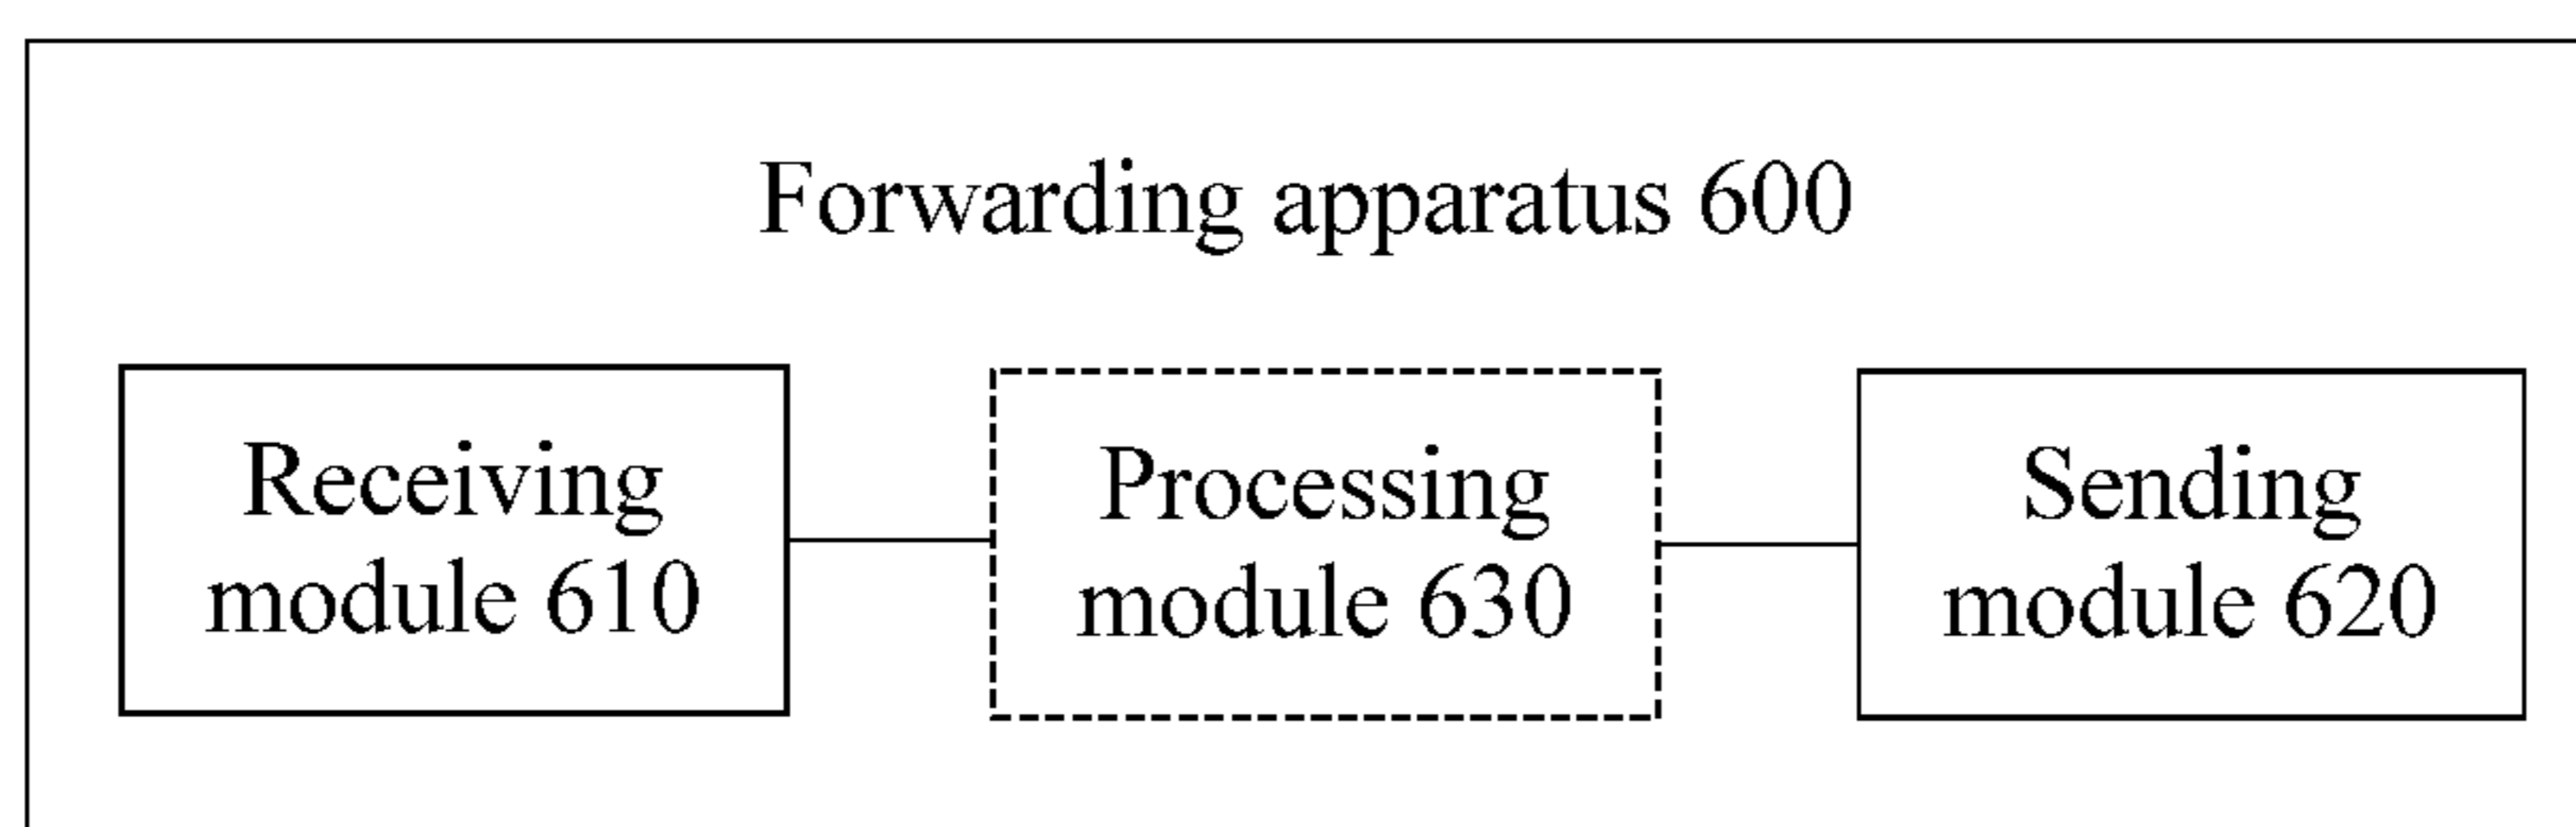 Forwarding apparatus 600
Receiving
module 610
Processing
module 630
Sending
module 620